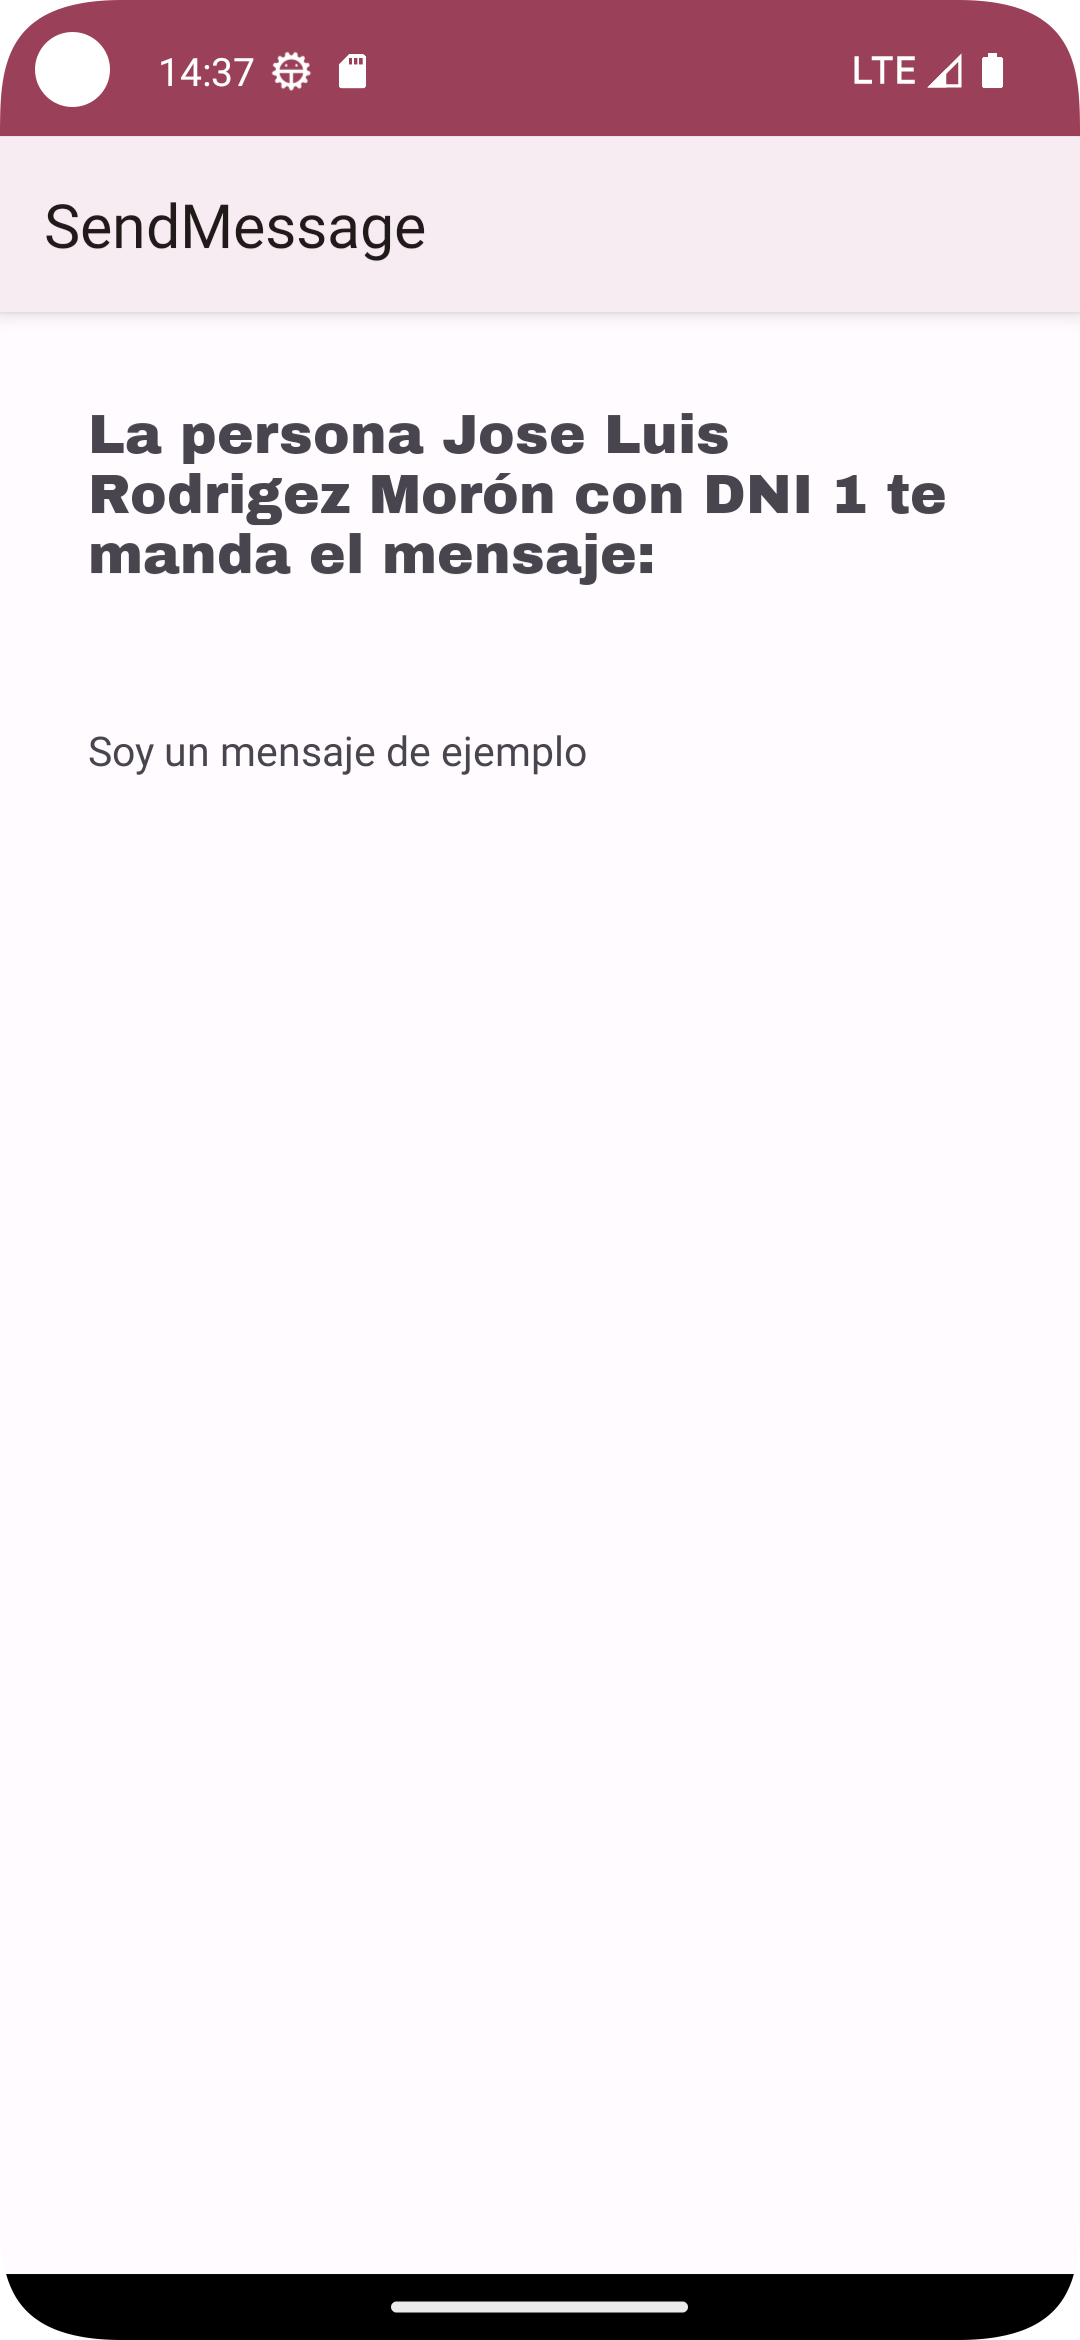 14:37
LTE
SendMessage
La persona Jose Luis
Rodrigez Morón con DNI 1 te
manda el mensaje:
Soy un mensaje de ejemplo